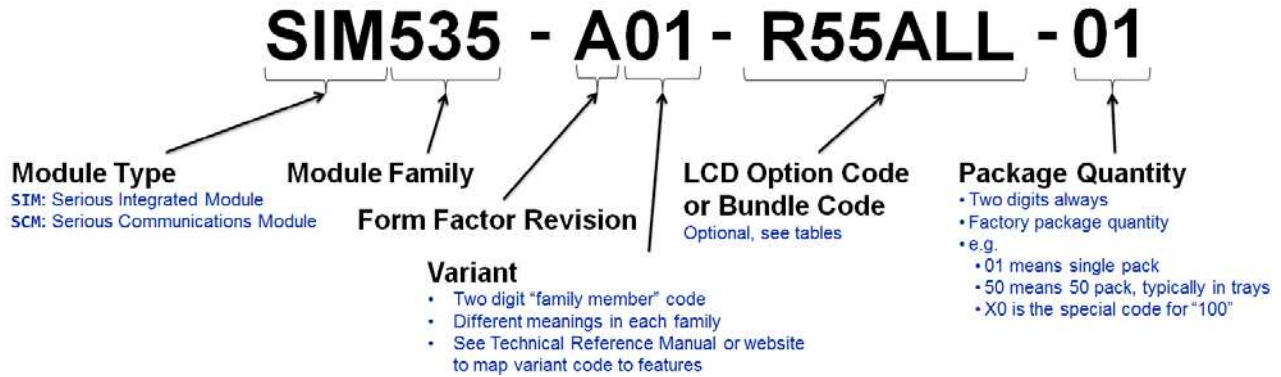 SIM535 - A01 - R55ALL - 01
Module Type
SIM: Serious Integrated Module
SCM: Serious Communications Module
Module Family
Form Factor Revision
Variant
• Two digit “family member” code
• Different meanings in each family
• See Technical Reference Manual or website
to map variant code to features
LCD Option Code
or Bundle Code
Optional, see tables
Package Quantity
• Two digits always
• Factory package quantity
• e.g.
• 01 means single pack
• 50 means 50 pack, typically in trays
• X0 is the special code for “100”